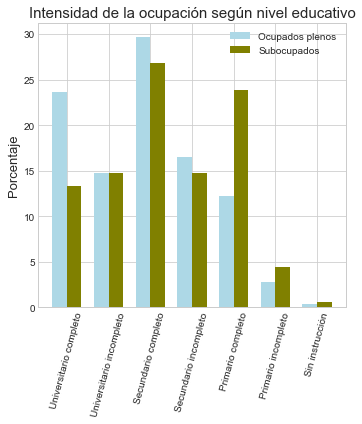 Intensidad de la ocupación según nivel educativo
Ocupados plenos
Subocupados
Porcentaje
30
25
20
15
10
5
0
Universitario completo
Universitario incompleto
Secundario completo
Secundario incompleto
Primario completo
Primario incompleto
Sin instrucción